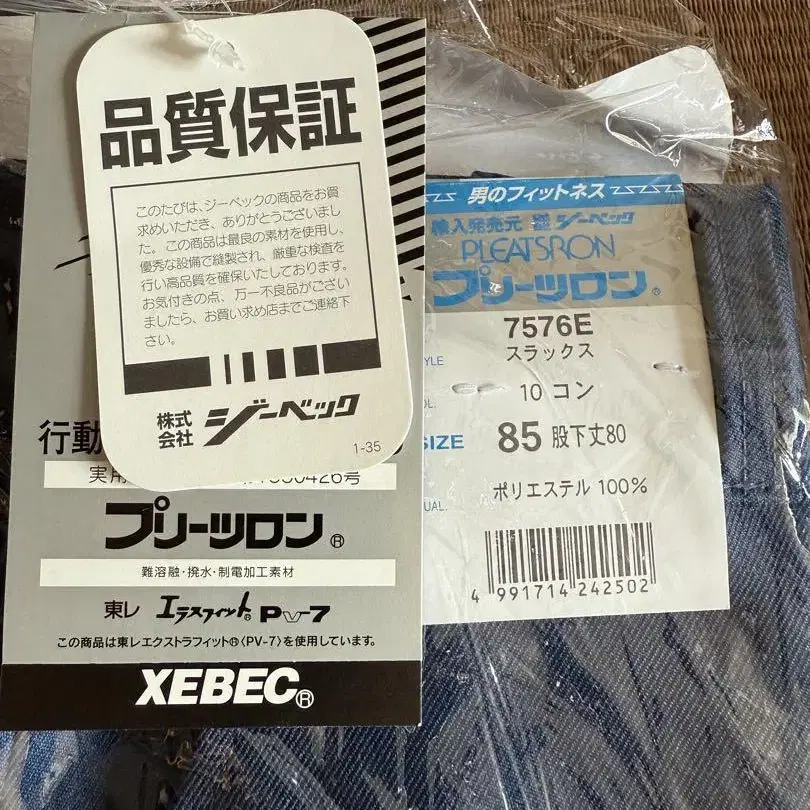 品質保証
このたびは、ジーベックの商品をお買
求めいただき、ありがとうございまし
た。この商品は最良の素材を使用し、
優秀な設備で縫製され、厳重な検査を
行い高品質を確保いたしております。
お気付きの点、万一不良品がござい
ましたら、お買い求め店までご連絡下
さい。
株式
会社 ジーベック
1-35
行動
実用
0426号
プリーツロン®
難溶融・撥水・制電加工素材
東レ エラスフィット® PV-7
この商品は東レエクストラフィット®〈PV-7〉を使用しています。
XEBEC®
男のフィットネス
輸入発売元 ジーベック
PLEATSRON
プリーツロン®
7576E
スラックス
10 コン
SIZE 85 股下丈80
ポリエステル 100%
4 991714 242502